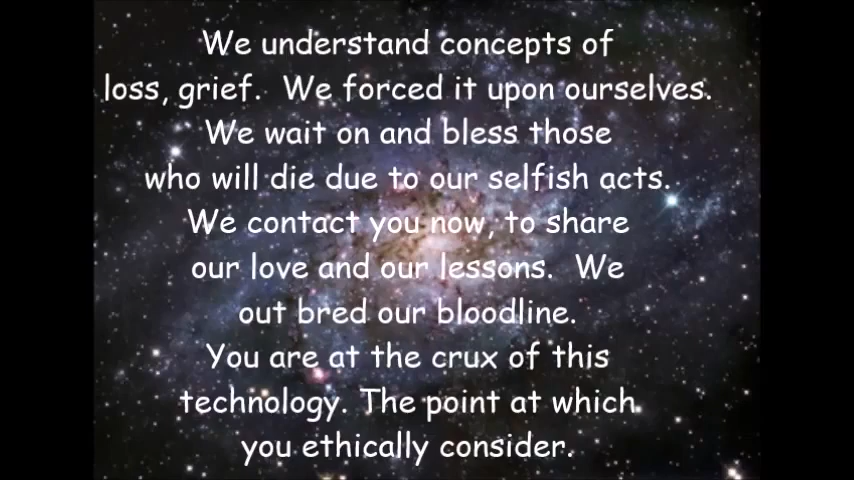 We understand concepts of
loss, grief.  We forced it upon ourselves.
We wait on and bless those
who will die due to our selfish acts.
We contact you now, to share
our love and our lessons.  We
out bred our bloodline.
You are at the crux of this
technology. The point at which
you ethically consider.